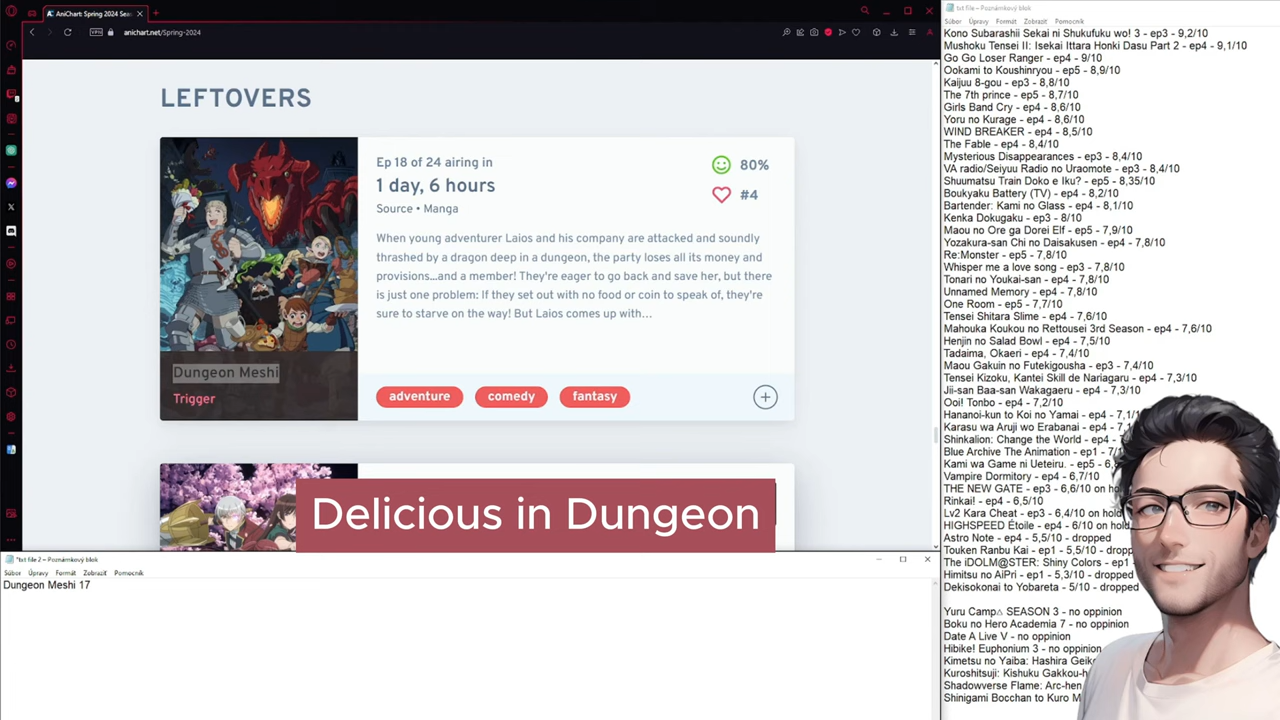 AniChart: Spring 2024 Sea
anichart.net/Spring-2024
VPN
LEFTOVERS
Ep 18 of 24 airing in
1 day, 6 hours
Source • Manga
80%
#4
When young adventurer Laios and his company are attacked and soundly
thrashed by a dragon deep in a dungeon, the party loses all its money and
provisions...and a member! They're eager to go back and save her, but there
is just one problem: If they set out with no food or coin to speak of, they're
sure to starve on the way! But Laios comes up with…
Dungeon Meshi
Trigger
adventure comedy fantasy
Delicious in Dungeon
*txt file 2 – Poznámkový blok
Súbor Úpravy Formát Zobraziť Pomocník
Dungeon Meshi 17
txt file – Poznámkový blok
Súbor Úpravy Formát Zobraziť Pomocník
Kono Subarashii Sekai ni Shukufuku wo! 3 - ep3 - 9,2/10
Mushoku Tensei II: Isekai Ittara Honki Dasu Part 2 - ep4 - 9,1/10
Go Go Loser Ranger - ep4 - 9/10
Ookami to Koushinryou - ep5 - 8,9/10
Kaijuu 8-gou - ep3 - 8,8/10
The 7th prince - ep5 - 8,7/10
Girls Band Cry - ep4 - 8,6/10
Yoru no Kurage - ep4 - 8,6/10
WIND BREAKER - ep4 - 8,5/10
The Fable - ep4 - 8,4/10
Mysterious Disappearances - ep3 - 8,4/10
VA radio/Seiyuu Radio no Uraomote - ep3 - 8,4/10
Shuumatsu Train Doko e Iku? - ep5 - 8,35/10
Boukyaku Battery (TV) - ep4 - 8,2/10
Bartender: Kami no Glass - ep4 - 8,1/10
Kenka Dokugaku - ep3 - 8/10
Maou no Ore ga Dorei Elf - ep5 - 7,9/10
Yozakura-san Chi no Daisakusen - ep4 - 7,8/10
Re:Monster - ep5 - 7,8/10
Whisper me a love song - ep3 - 7,8/10
Tonari no Youkai-san - ep4 - 7,8/10
Unnamed Memory - ep4 - 7,8/10
One Room - ep5 - 7,7/10
Tensei Shitara Slime - ep4 - 7,6/10
Mahouka Koukou no Rettousei 3rd Season - ep4 - 7,6/10
Henjin no Salad Bowl - ep4 - 7,5/10
Tadaima, Okaeri - ep4 - 7,4/10
Maou Gakuin no Futekigousha - ep3 - 7,4/10
Tensei Kizoku, Kantei Skill de Nariagaru - ep4 - 7,3/10
Jii-san Baa-san Wakagaeru - ep4 - 7,3/10
Ooi! Tonbo - ep4 - 7,2/10
Hananoi-kun to Koi no Yamai - ep4 - 7,1/
Karasu wa Aruji wo Erabanai - ep4 - 7,
Shinkalion: Change the World - ep4 -
Blue Archive The Animation - ep1 - 7/
Kami wa Game ni Ueteiru. - ep5 - 6,
Vampire Dormitory - ep4 - 6,7/10
THE NEW GATE - ep3 - 6,6/10 on hold
Rinkai! - ep4 - 6,5/10
Lv2 Kara Cheat - ep3 - 6,4/10 on hold
HIGHSPEED Étoile - ep4 - 6/10 on hold
Astro Note - ep4 - 5,5/10 - dropped
Touken Ranbu Kai - ep1 - 5,5/10 - dropp
The iDOLM@STER: Shiny Colors - ep1
Himitsu no AiPri - ep1 - 5,3/10 - dropped
Dekisokonai to Yobareta - 5/10 - dropped
Yuru Camp△ SEASON 3 - no oppinion
Boku no Hero Academia 7 - no oppinion
Date A Live V - no oppinion
Hibike! Euphonium 3 - no oppinion
Kimetsu no Yaiba: Hashira Geik
Kuroshitsuji: Kishuku Gakkou-h
Shadowverse Flame: Arc-hen
Shinigami Bocchan to Kuro M